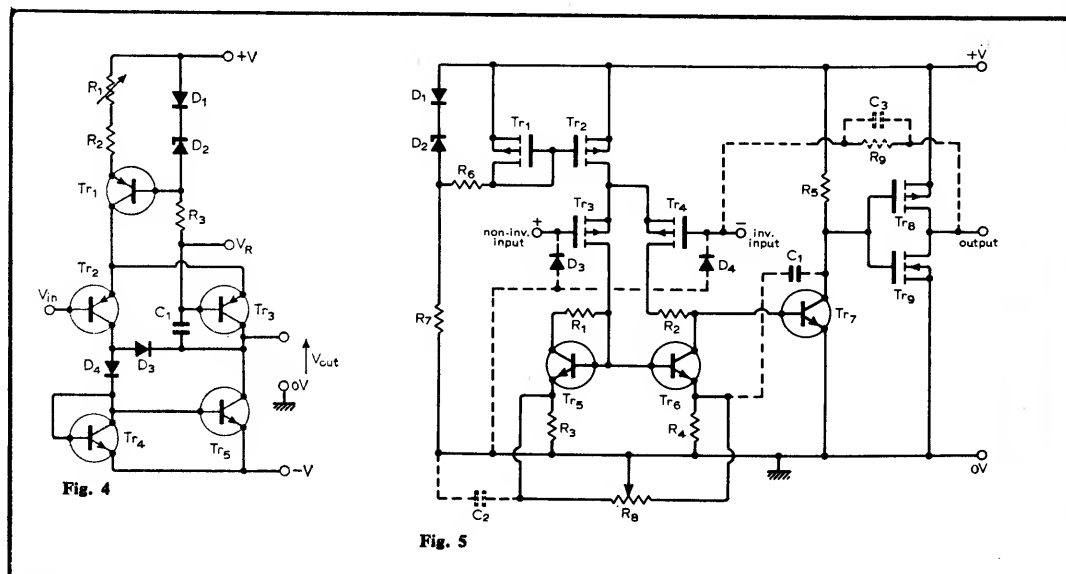 +V
R1
D1
R2
D2
Tr1
R3
VR
Tr2
Vin
C1
Tr3
D3
D4
Vout
0V
Tr4
Tr5
-V
Fig. 4
+V
D1
Tr1
Tr2
C3
D2
R9
R6
R5
Tr3
Tr4
Tr8
+
non-inv. input
−
inv. input
output
D3
D4
C1
Tr9
R7
R1
R2
Tr7
Tr5
Tr6
R3
R4
0V
C2
R8
Fig. 5